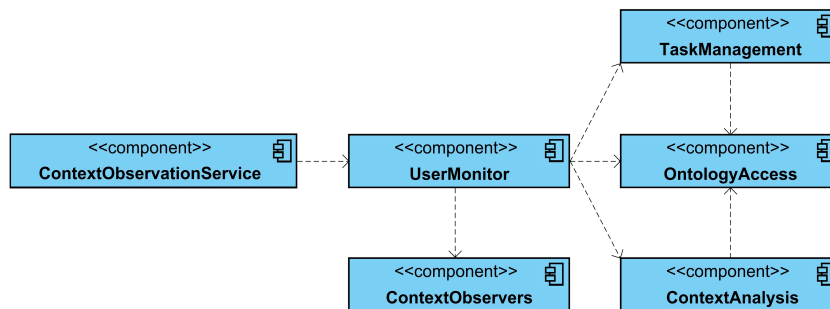 <<component>>
TaskManagement
<<component>>
ContextObservationService
<<component>>
UserMonitor
<<component>>
OntologyAccess
<<component>>
ContextObservers
<<component>>
ContextAnalysis